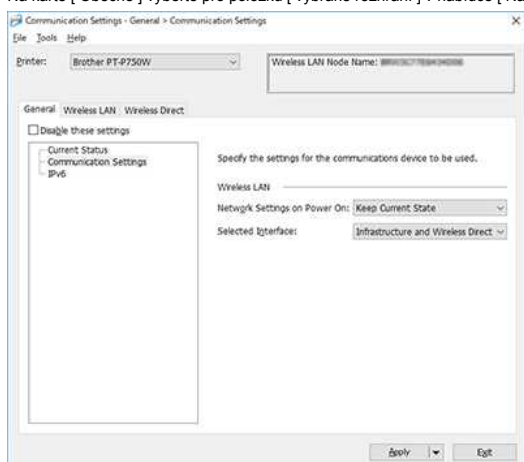 Communication Settings - General > Communication Settings
File Tools Help
Printer: Brother PT-P750W
Wireless LAN Node Name:
General Wireless LAN Wireless Direct
Disable these settings
Current Status
Communication Settings
IPv6
Specify the settings for the communications device to be used.
Wireless LAN
Network Settings on Power On: Keep Current State
Selected Interface: Infrastructure and Wireless Direct
Apply Exit